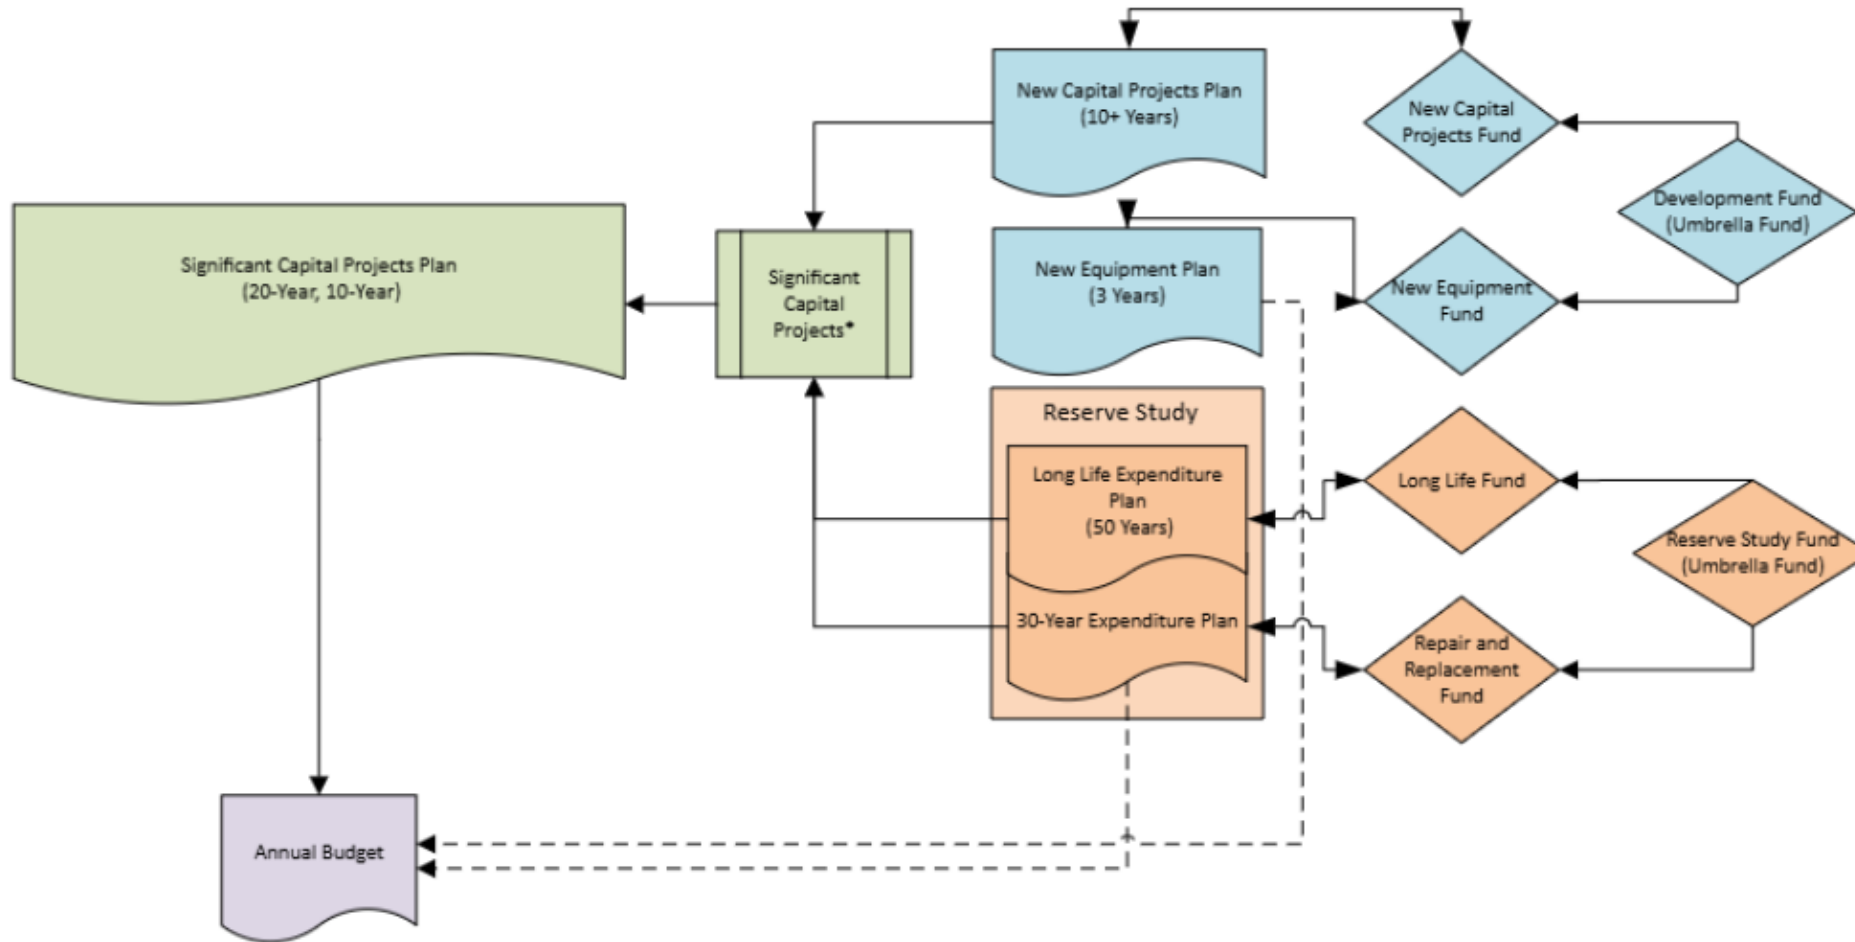 New Capital Projects Plan
(10+ Years)
New Capital
Projects Fund
Development Fund
(Umbrella Fund)
Significant Capital Projects Plan
(20-Year, 10-Year)
Significant
Capital
Projects*
New Equipment Plan
(3 Years)
New Equipment
Fund
Reserve Study
Long Life Expenditure
Plan
(50 Years)
Long Life Fund
Reserve Study Fund
(Umbrella Fund)
30-Year Expenditure Plan
Repair and
Replacement
Fund
Annual Budget